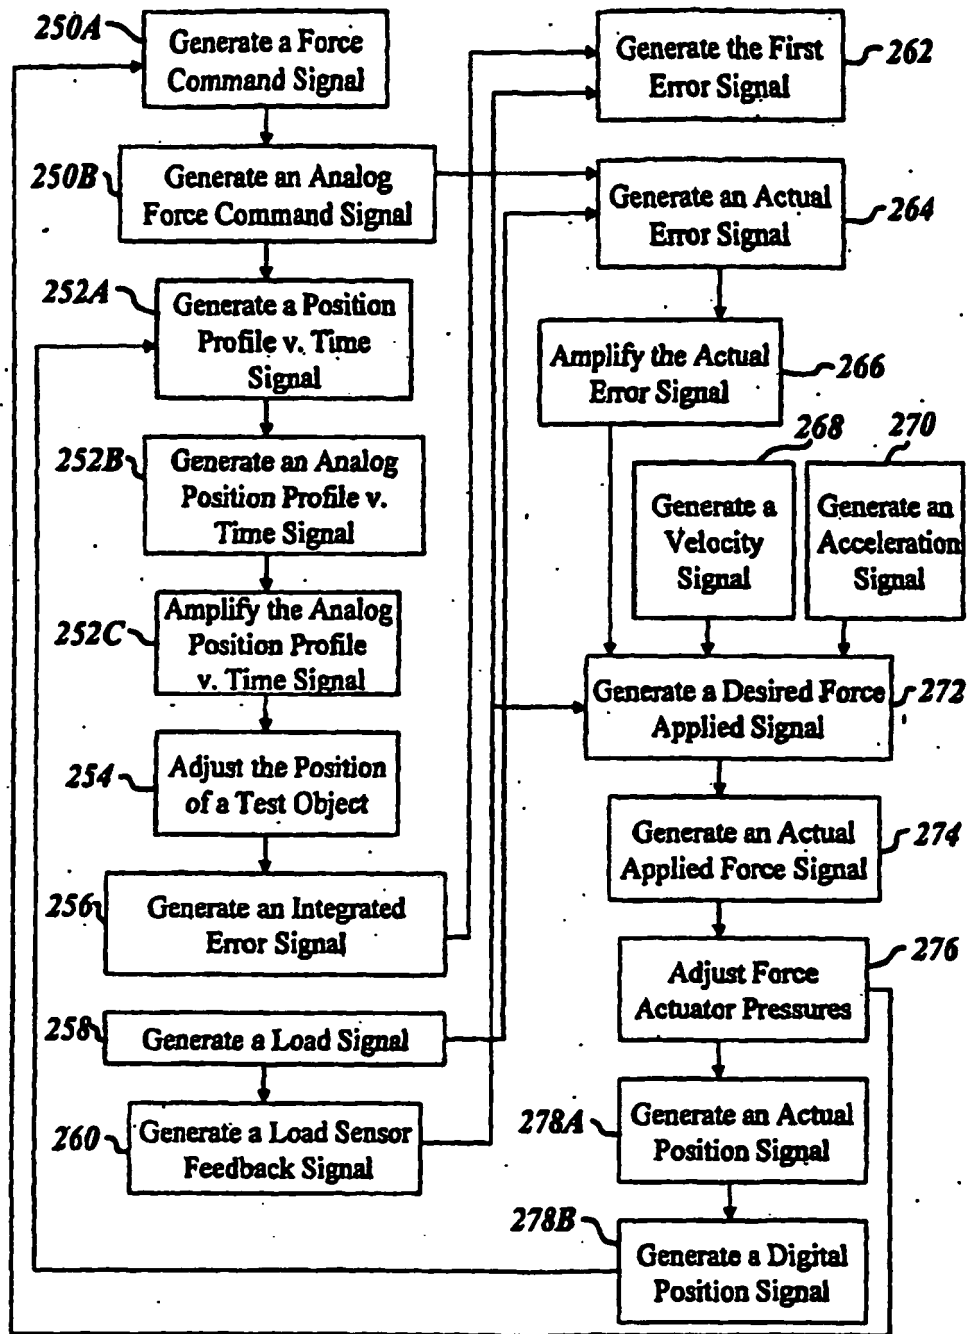 250A
Generate a Force
Command Signal
250B
Generate an Analog
Force Command Signal
252A
Generate a Position
Profile v. Time
Signal
252B
Generate an Analog
Position Profile v.
Time Signal
252C
Amplify the Analog
Position Profile
v. Time Signal
254
Adjust the Position
of a Test Object
256
Generate an Integrated
Error Signal
258
Generate a Load Signal
260
Generate a Load Sensor
Feedback Signal
Generate the First
Error Signal
262
Generate an Actual
Error Signal
264
Amplify the Actual
Error Signal
266
268
Generate a
Velocity
Signal
270
Generate an
Acceleration
Signal
Generate a Desired Force
Applied Signal
272
Generate an Actual
Applied Force Signal
274
Adjust Force
Actuator Pressures
276
278A
Generate an Actual
Position Signal
278B
Generate a Digital
Position Signal